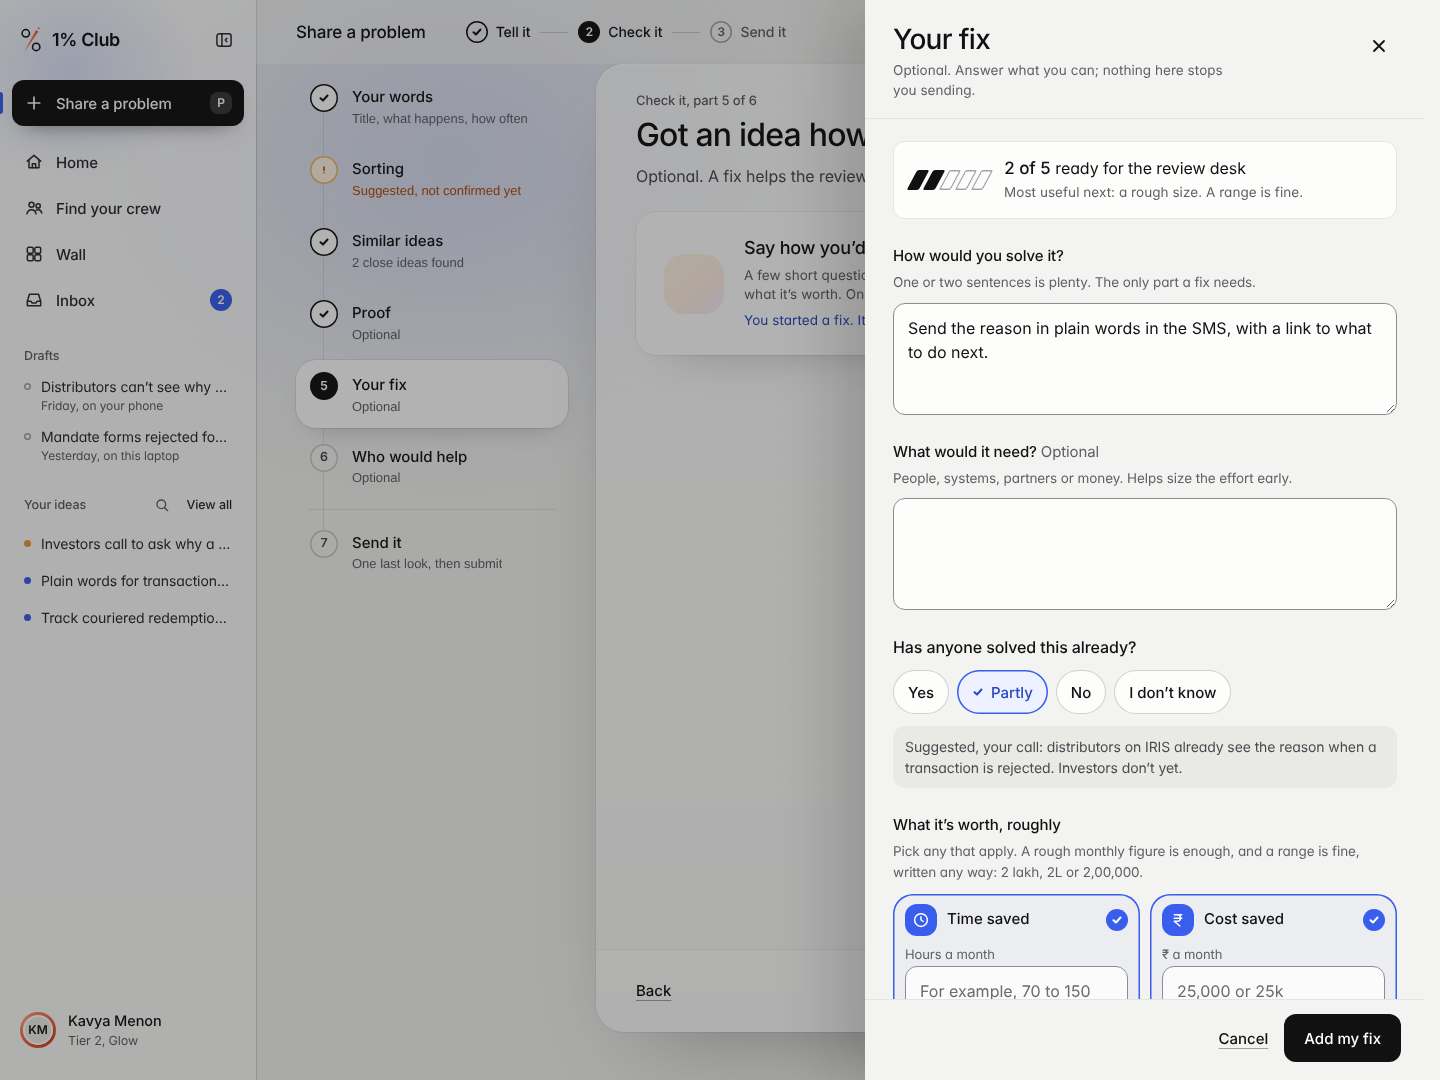 1% Club
Share a problem
P
Home
Find your crew
Wall
Inbox
2
Drafts
Distributors can’t see why ...
Friday, on your phone
Mandate forms rejected fo...
Yesterday, on this laptop
Your ideas
View all
Investors call to ask why a ...
Plain words for transaction...
Track couriered redemptio...
KM
Kavya Menon
Tier 2, Glow
Share a problem
Tell it
2
Check it
3
Send it
Your words
Title, what happens, how often
!
Sorting
Suggested, not confirmed yet
Similar ideas
2 close ideas found
Proof
Optional
5
Your fix
Optional
6
Who would help
Optional
7
Send it
One last look, then submit
Check it, part 5 of 6
Got an idea how
Optional. A fix helps the review
Say how you’d
A few short questio
what it’s worth. On
You started a fix. It
Back
Your fix
Optional. Answer what you can; nothing here stops
you sending.
2 of 5 ready for the review desk
Most useful next: a rough size. A range is fine.
How would you solve it?
One or two sentences is plenty. The only part a fix needs.
Send the reason in plain words in the SMS, with a link to what
to do next.
What would it need? Optional
People, systems, partners or money. Helps size the effort early.
Has anyone solved this already?
Yes
Partly
No
I don’t know
Suggested, your call: distributors on IRIS already see the reason when a
transaction is rejected. Investors don’t yet.
What it’s worth, roughly
Pick any that apply. A rough monthly figure is enough, and a range is fine,
written any way: 2 lakh, 2L or 2,00,000.
Time saved
Hours a month
For example, 70 to 150
₹
Cost saved
₹ a month
25,000 or 25k
Cancel
Add my fix